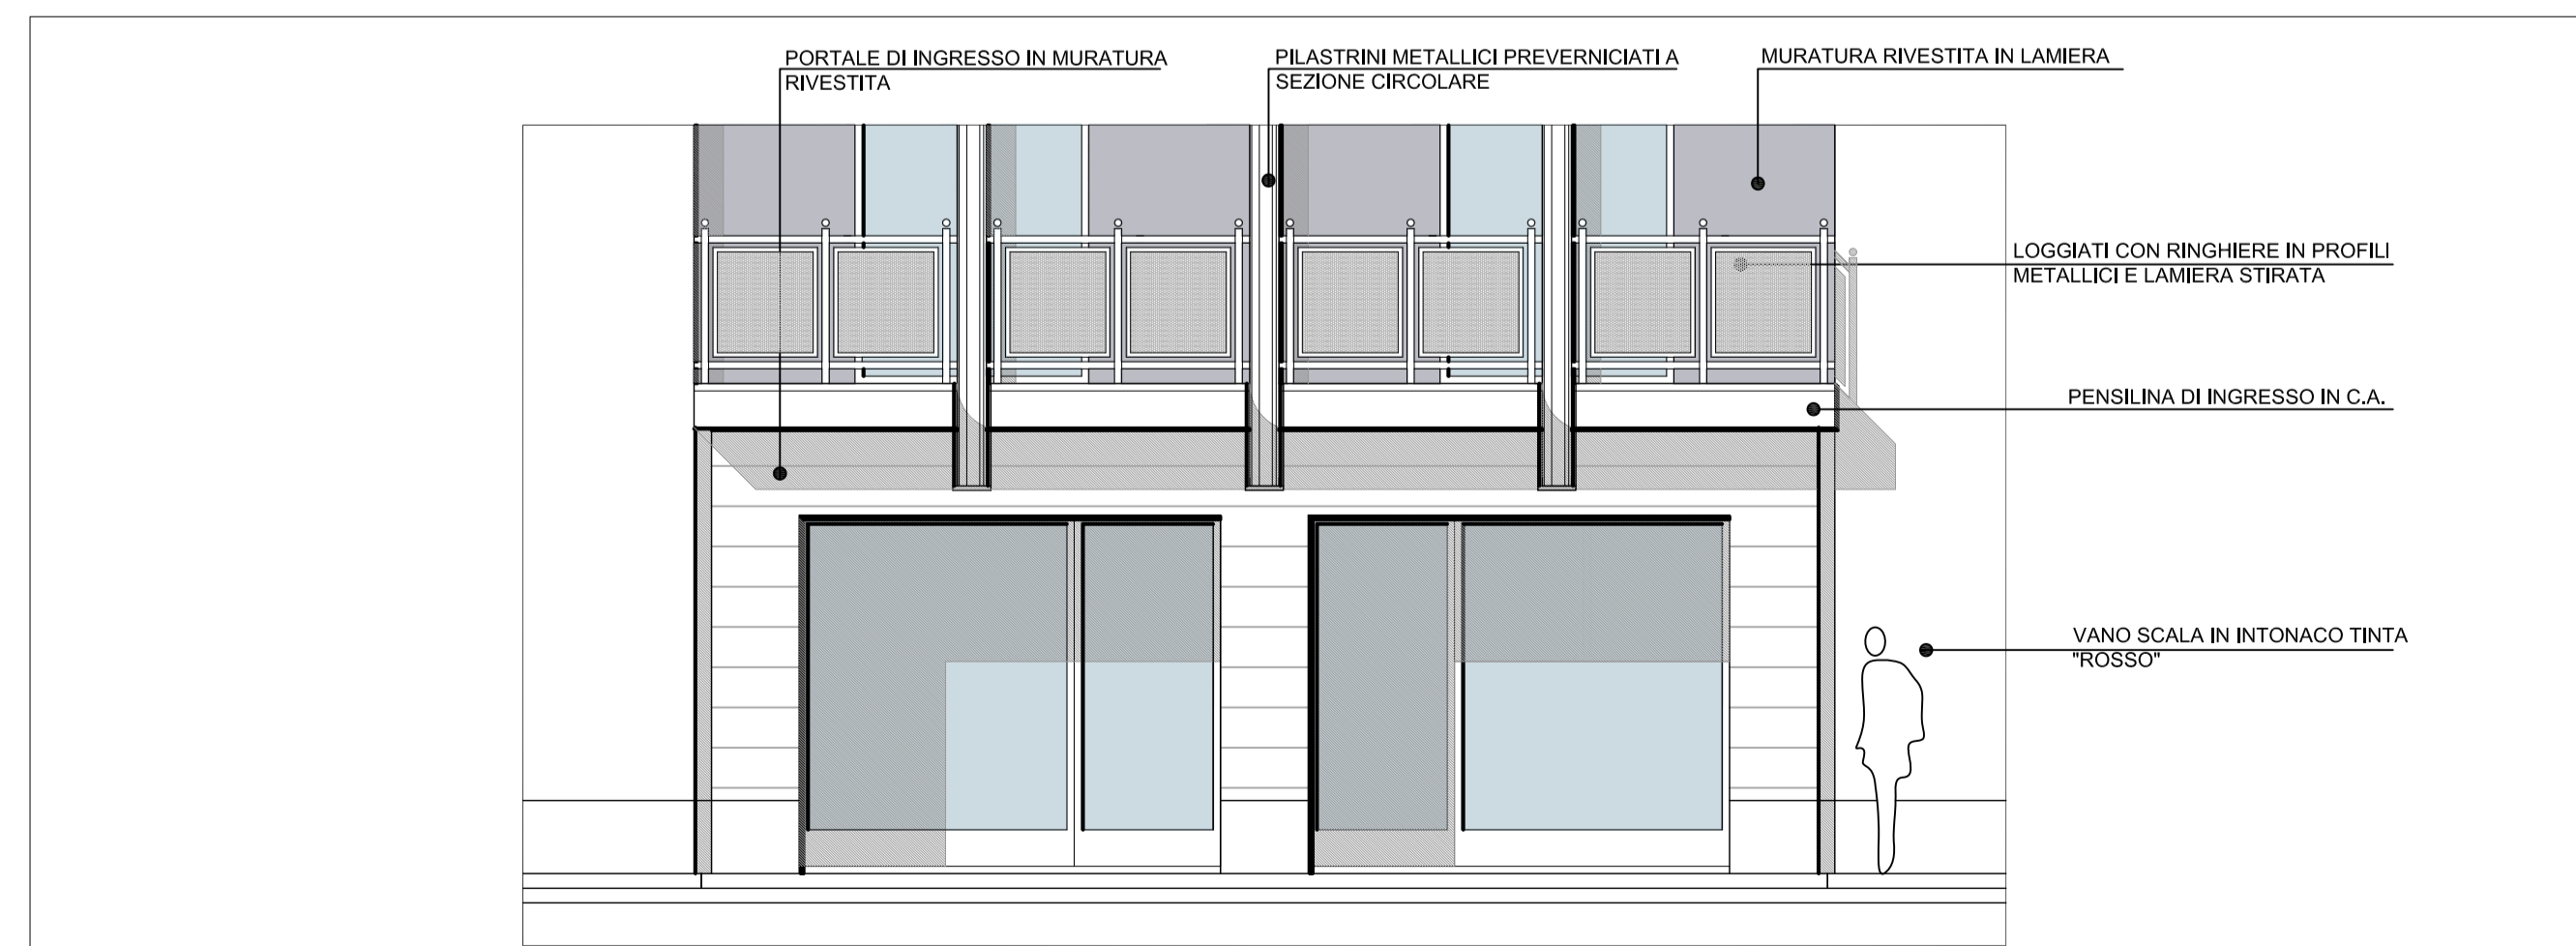 PORTALE DI INGRESSO IN MURATURA
RIVESTITA
PILASTRINI METALLICI PREVERNICIATI A
SEZIONE CIRCOLARE
MURATURA RIVESTITA IN LAMIERA
LOGGIATI CON RINGHIERE IN PROFILI
METALLICI E LAMIERA STIRATA
PENSILINA DI INGRESSO IN C.A.
VANO SCALA IN INTONACO TINTA
"ROSSO"